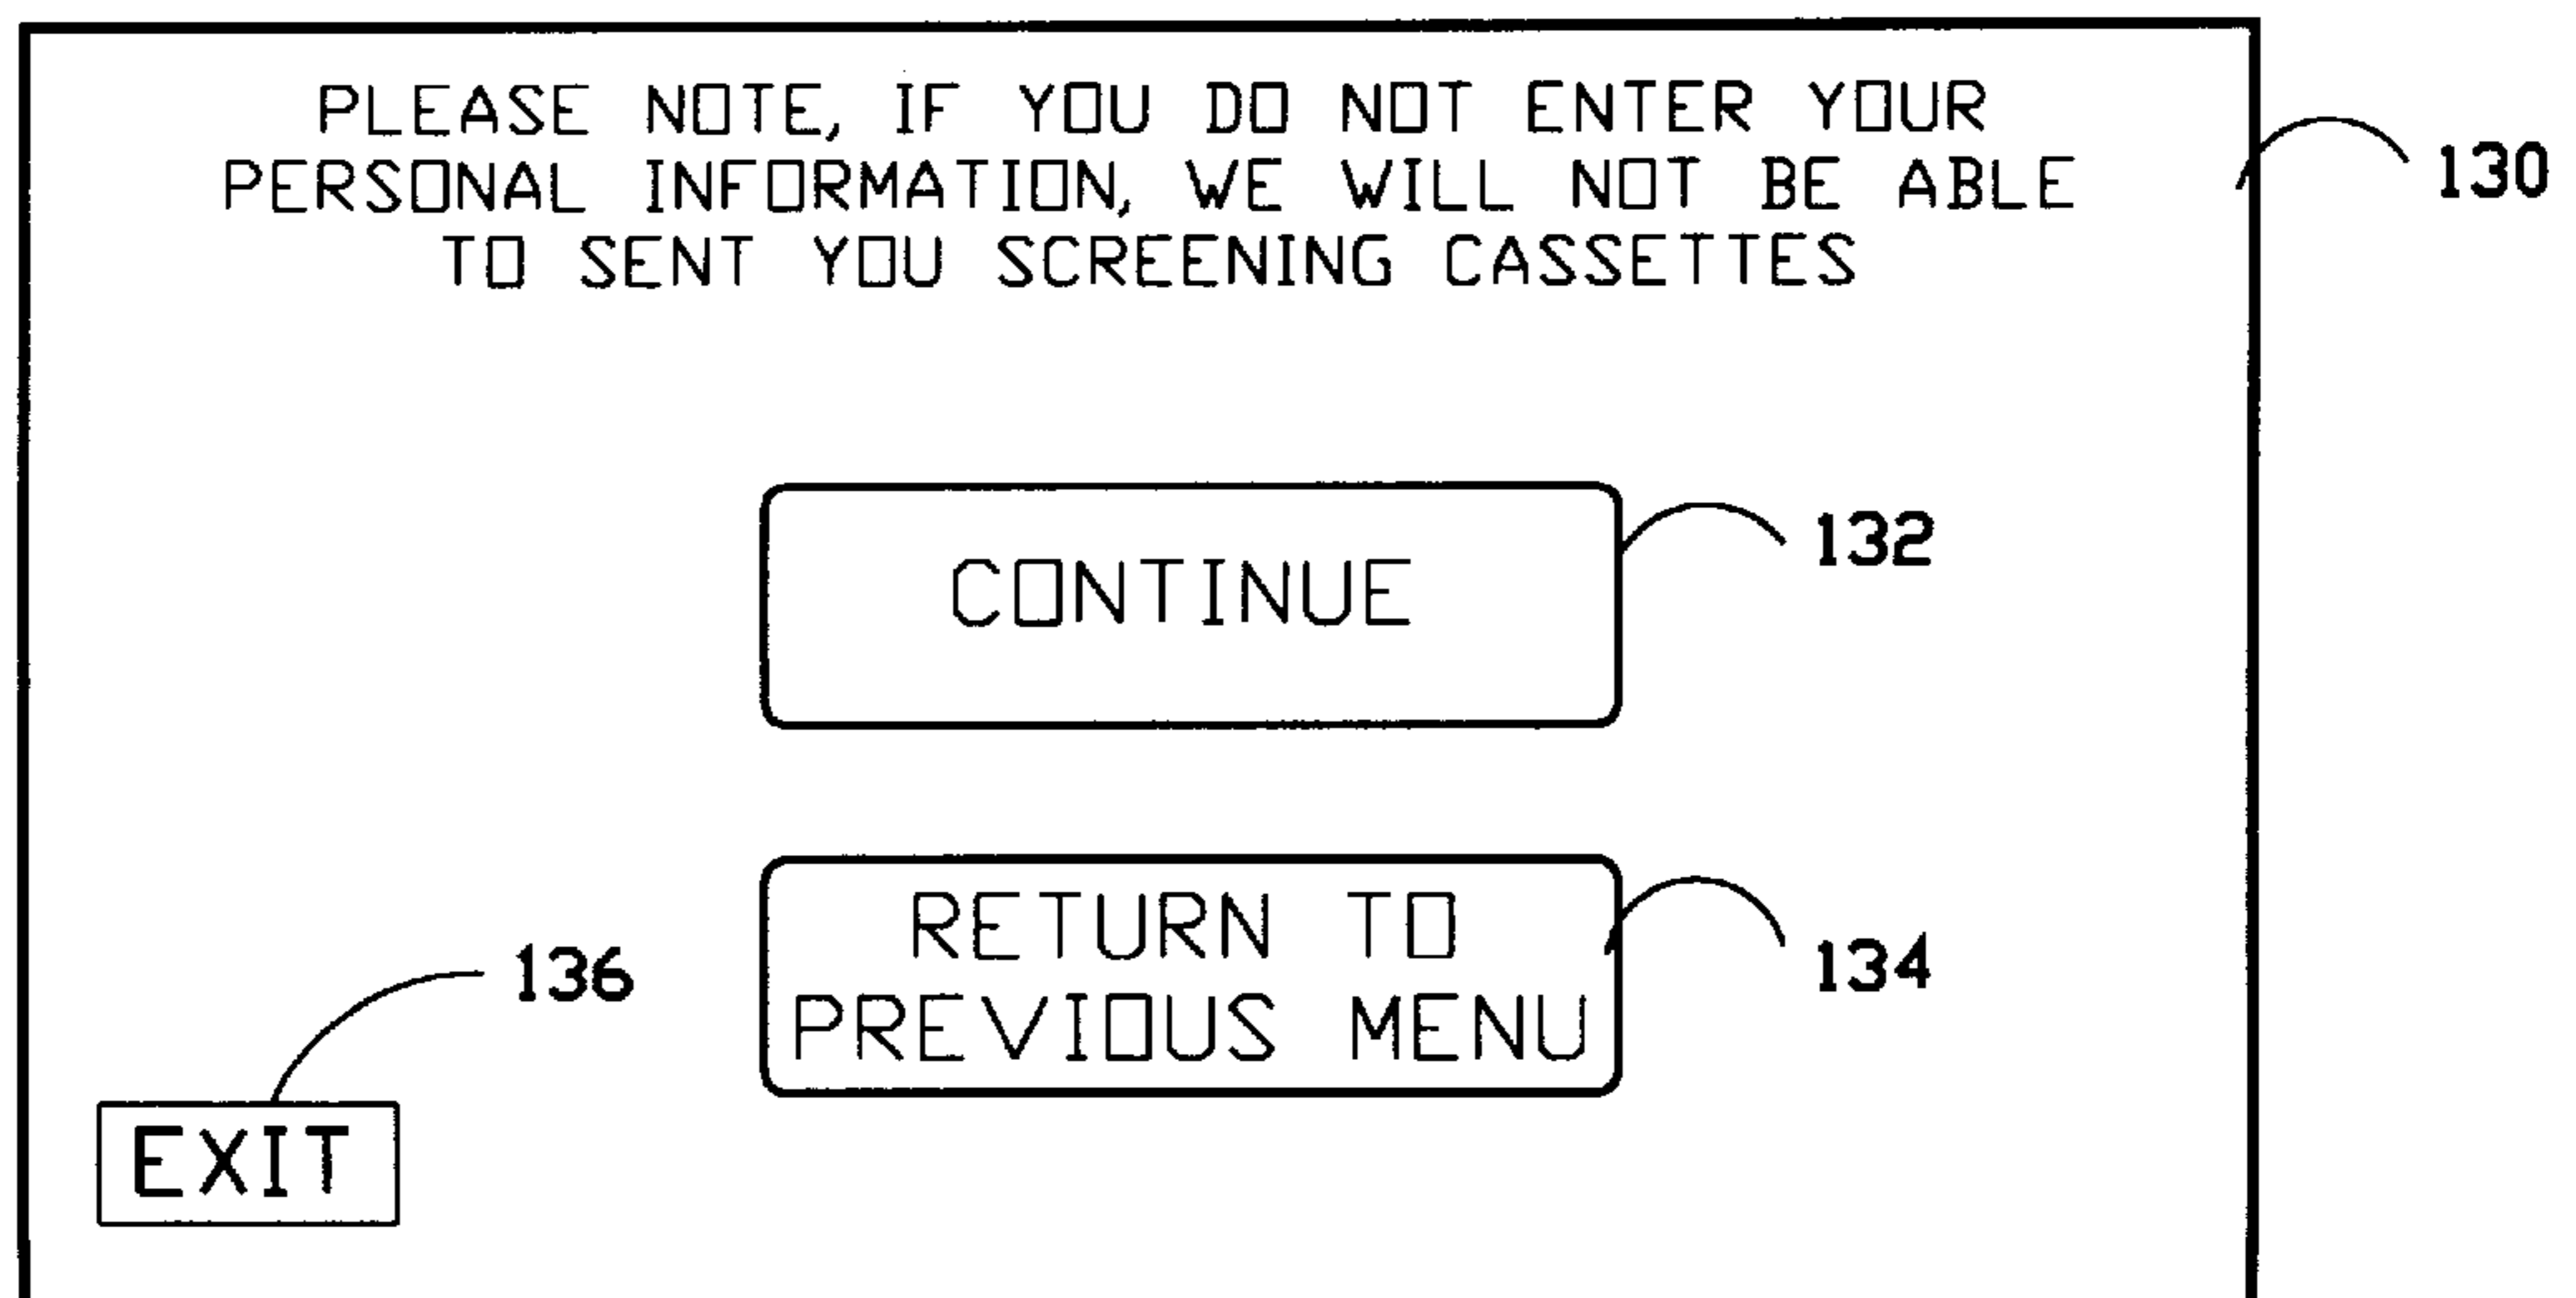 PLEASE NOTE, IF YOU DO NOT ENTER YOUR
PERSONAL INFORMATION, WE WILL NOT BE ABLE
TO SENT YOU SCREENING CASSETTES
130
CONTINUE
132
RETURN TO
PREVIOUS MENU
134
136
EXIT